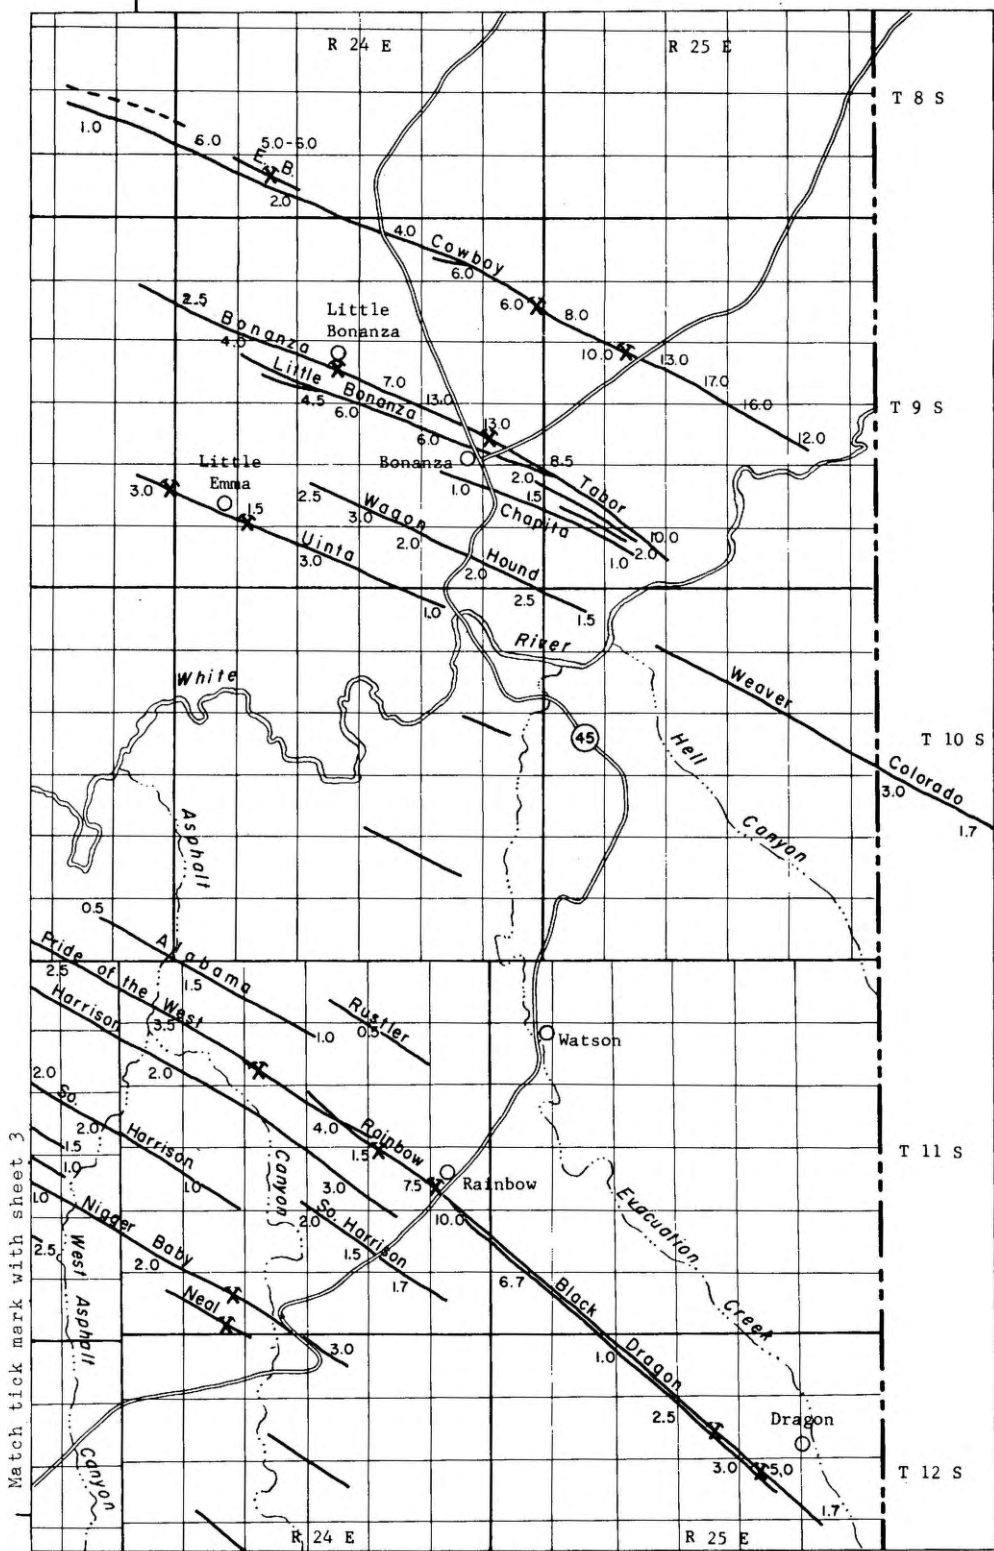 R 24 E
R 25 E
T 8 S
1.0
6.0
5.0-6.0
E. B.
2.0
4.0
Cowboy
6.0
6.0
8.0
10.0
13.0
17.0
16.0
12.0
2.5
Bonanza
4.0
Little
Bonanza
7.0
13.0
13.0
Little Bonanza
4.5
6.0
6.0
T 9 S
Bonanza
8.5
2.0
Tabor
1.5
10.0
2.0
1.0
1.0
Chapita
3.0
Little
Emma
1.5
Uinta
3.0
1.0
2.5
3.0
Wagon
2.0
Hound
2.0
2.5
1.5
River
White
45
Weaver
Colorado
3.0
1.7
T 10 S
Hell
Canyon
Asphalt
0.5
Alabama
1.5
1.0
Pride of the West
2.5
3.5
Harrison
2.0
3.0
Rustler
0.5
Watson
2.0
So.
2.0
Harrison
1.0
1.5
1.0
1.0
4.0
Rainbow
1.5
7.5
Rainbow
10.0
T 11 S
Canyon
2.0
So. Harrison
1.5
1.7
Nigger Baby
2.0
3.0
2.5
West Asphalt
Canyon
Neal
Evacuation
Creek
6.7
Black
Dragon
1.0
2.5
3.0
5.0
1.7
Dragon
T 12 S
R 24 E
R 25 E
Match tick mark with sheet 3